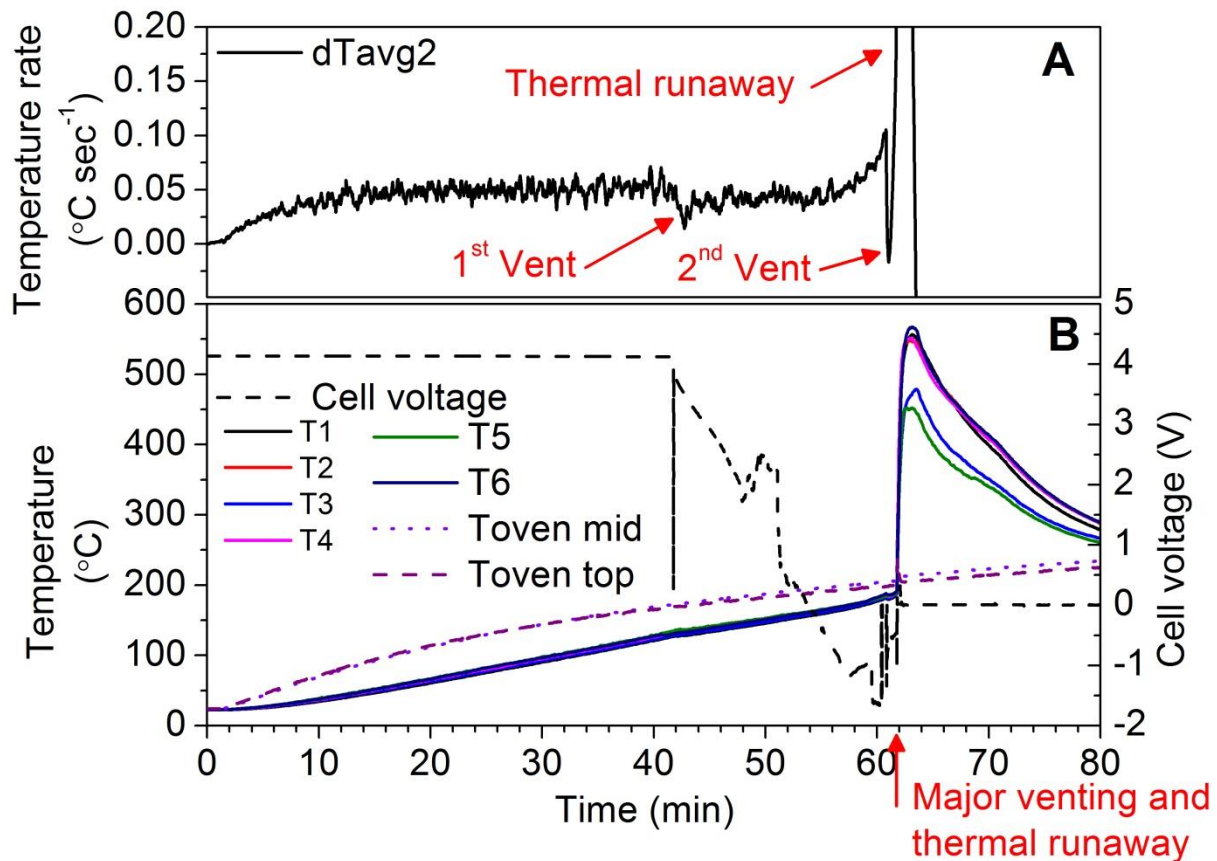 Temperature rate
(°C sec⁻¹)
0.20
0.15
0.10
0.05
0.00
dTavg2
A
Thermal runaway
1st Vent
2nd Vent
Temperature
(°C)
600
500
400
300
200
100
0
B
Cell voltage
T1
T2
T3
T4
T5
T6
Toven mid
Toven top
5
4
3
2
1
0
-1
-2
Cell voltage (V)
0
10
20
30
40
50
60
70
80
Time (min)
Major venting and
thermal runaway